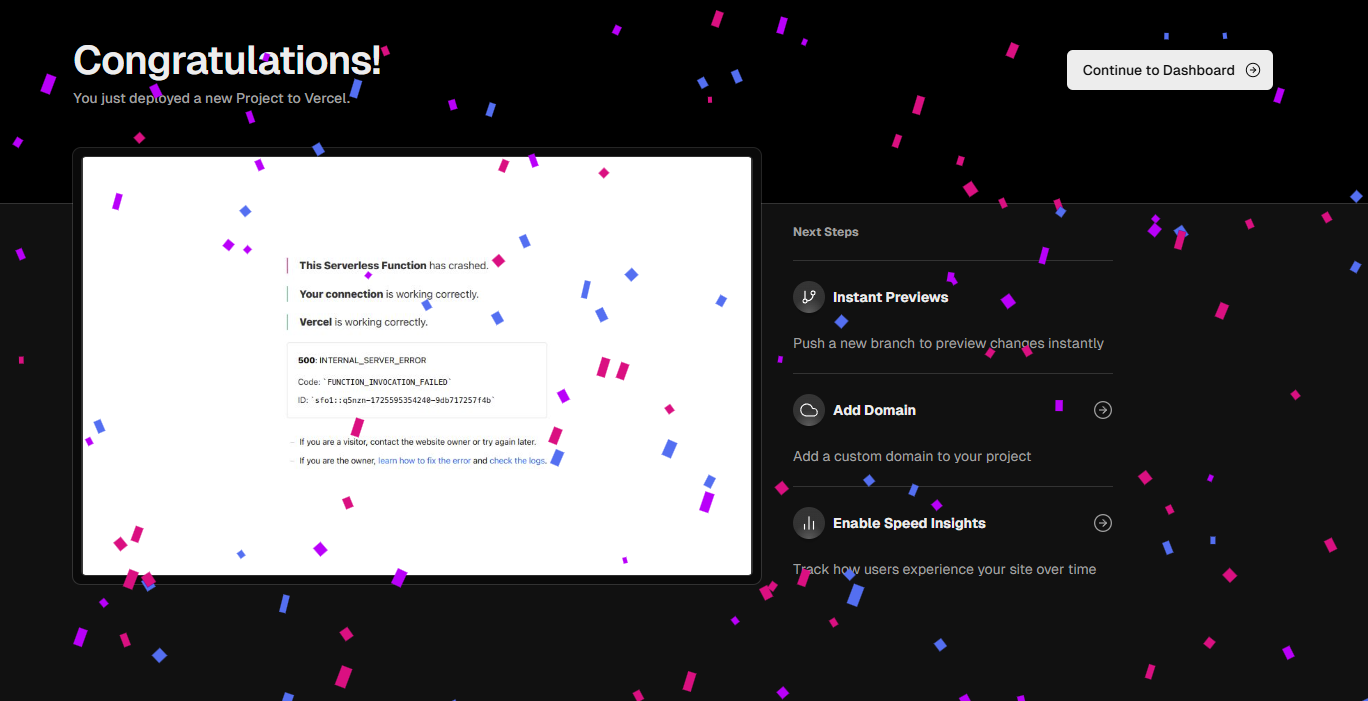 Congratulations!
You just deployed a new Project to Vercel.
Continue to Dashboard
This Serverless Function has crashed.
Your connection is working correctly.
Vercel is working correctly.
500: INTERNAL_SERVER_ERROR
Code: `FUNCTION_INVOCATION_FAILED`
ID: `sfo1::q5nzn-1725595354240-9db717257f4b`
If you are a visitor, contact the website owner or try again later.
If you are the owner, learn how to fix the error and check the logs.
Next Steps
Instant Previews
Push a new branch to preview changes instantly
Add Domain
Add a custom domain to your project
Enable Speed Insights
Track how users experience your site over time